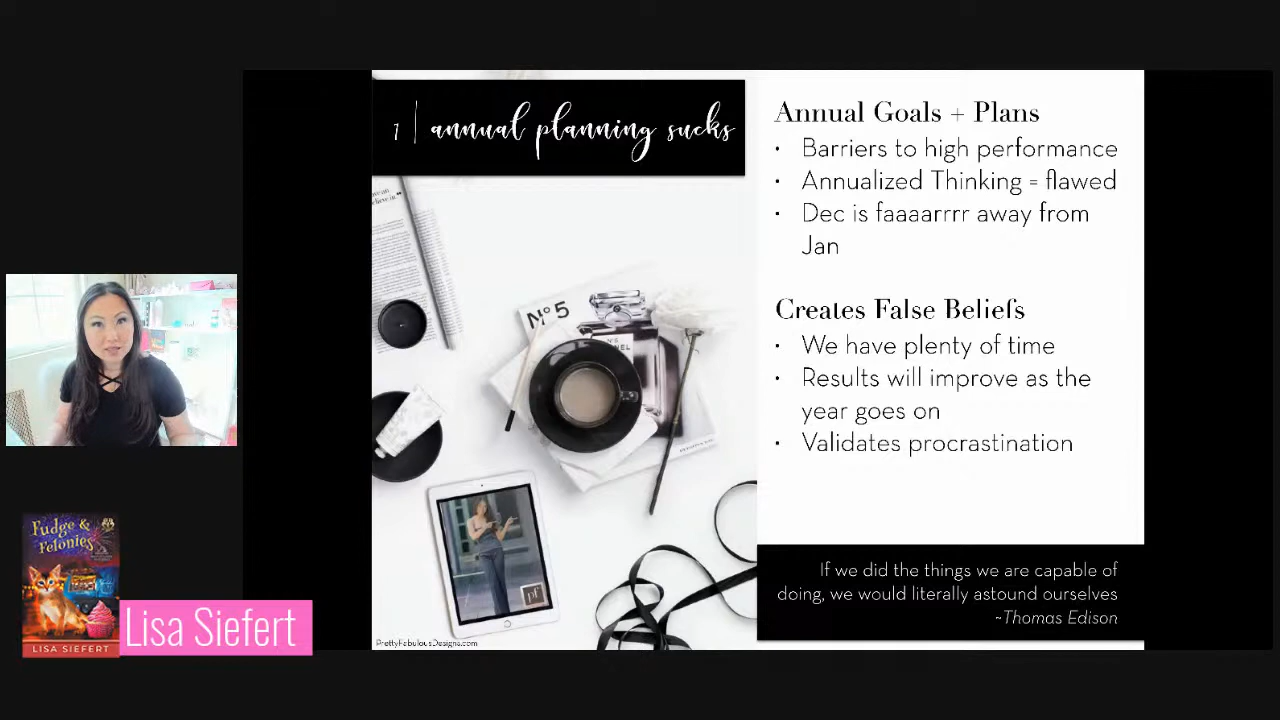 1 | annual planning sucks
Annual Goals + Plans
• Barriers to high performance
• Annualized Thinking = flawed
• Dec is faaaarrrr away from
Jan
Creates False Beliefs
• We have plenty of time
• Results will improve as the
year goes on
• Validates procrastination
If we did the things we are capable of
doing, we would literally astound ourselves
~Thomas Edison
Nº5
pf
PrettyFabulousDesigns.com
Fudge &
Felonies
LISA SIEFERT
Lisa Siefert